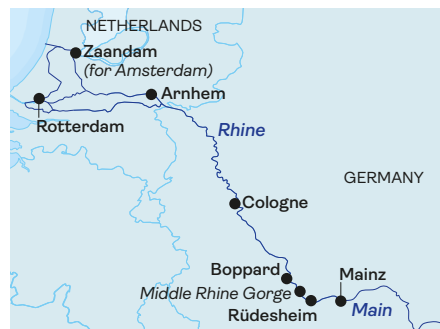 NETHERLANDS
Zaandam
(for Amsterdam)
Arnhem
Rotterdam
Rhine
GERMANY
Cologne
Boppard
Mainz
Middle Rhine Gorge
Rüdesheim
Main